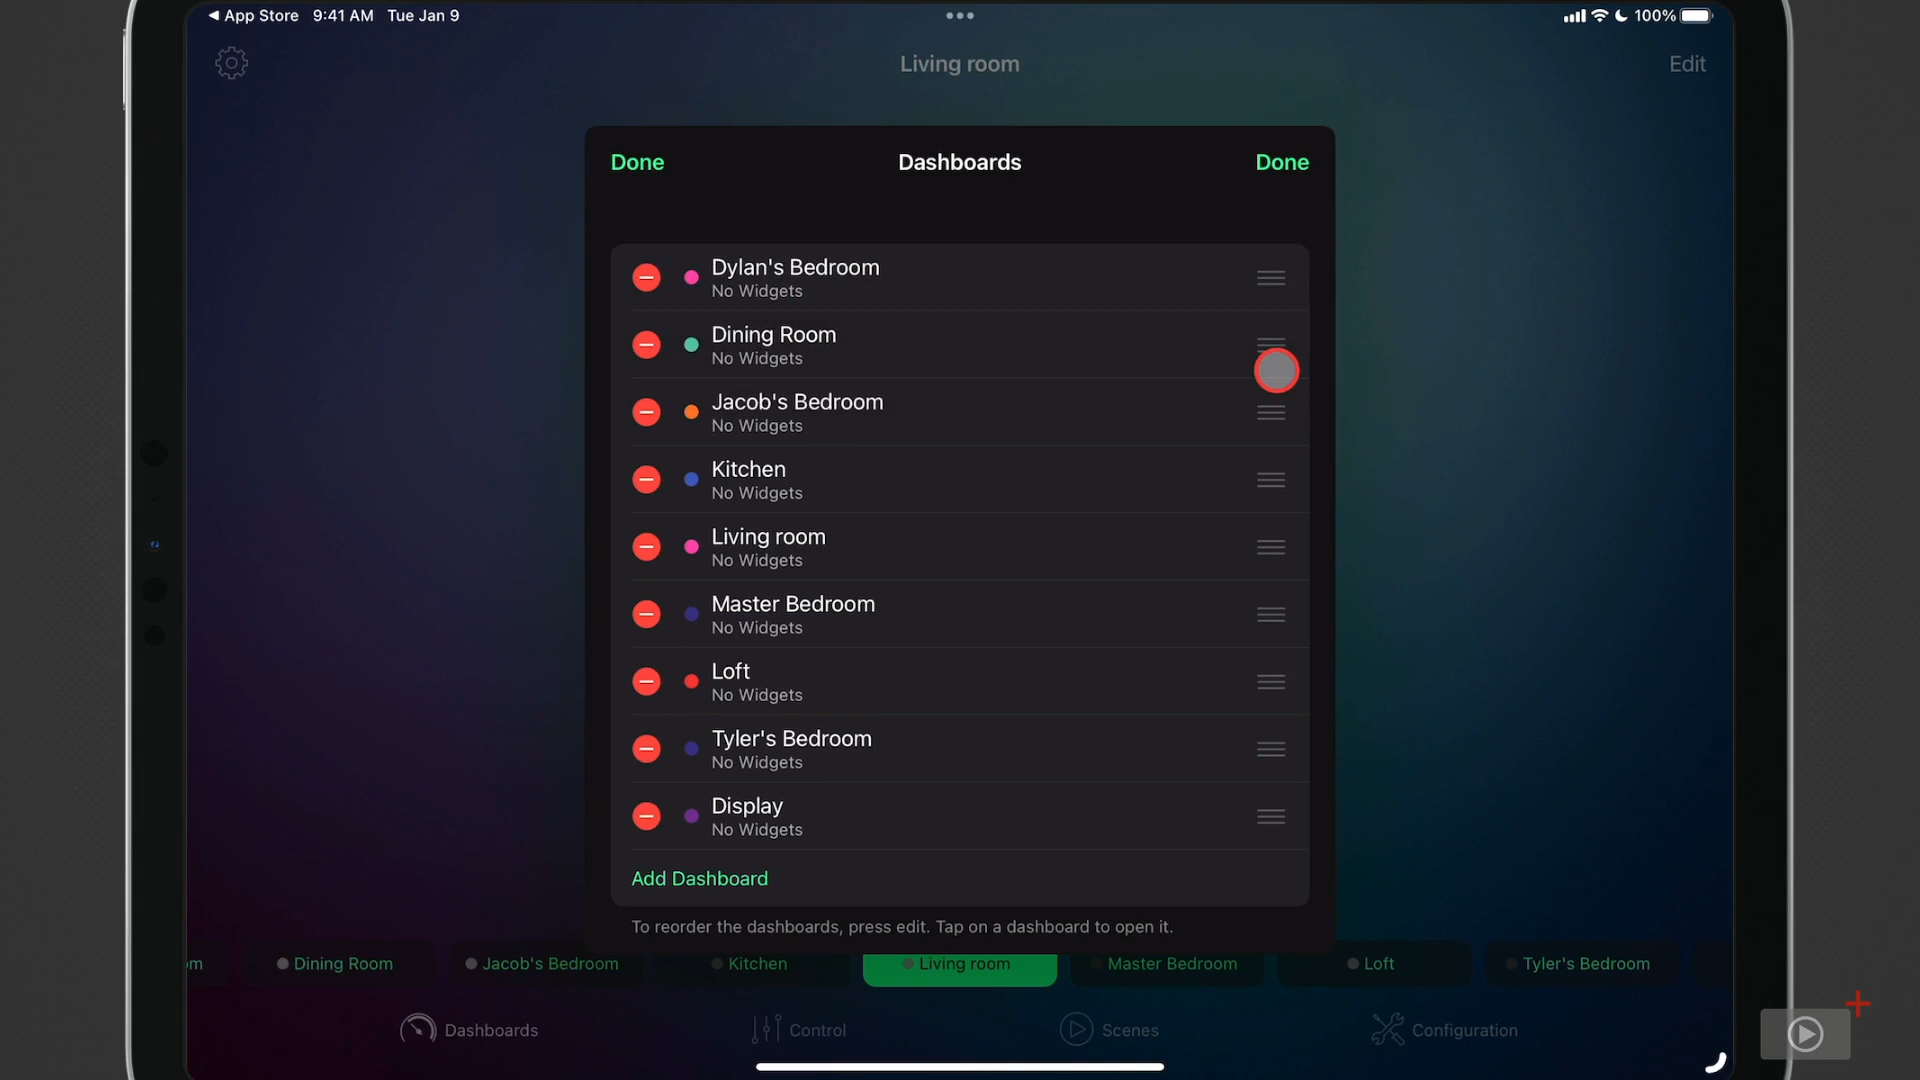 ◀ App Store 9:41 AM Tue Jan 9
100%
Living room
Edit
Done
Dashboards
Done
Dylan's Bedroom
No Widgets
Dining Room
No Widgets
Jacob's Bedroom
No Widgets
Kitchen
No Widgets
Living room
No Widgets
Master Bedroom
No Widgets
Loft
No Widgets
Tyler's Bedroom
No Widgets
Display
No Widgets
Add Dashboard
To reorder the dashboards, press edit. Tap on a dashboard to open it.
om
Dining Room
Jacob's Bedroom
Kitchen
Living room
Master Bedroom
Loft
Tyler's Bedroom
Dashboards
Control
Scenes
Configuration